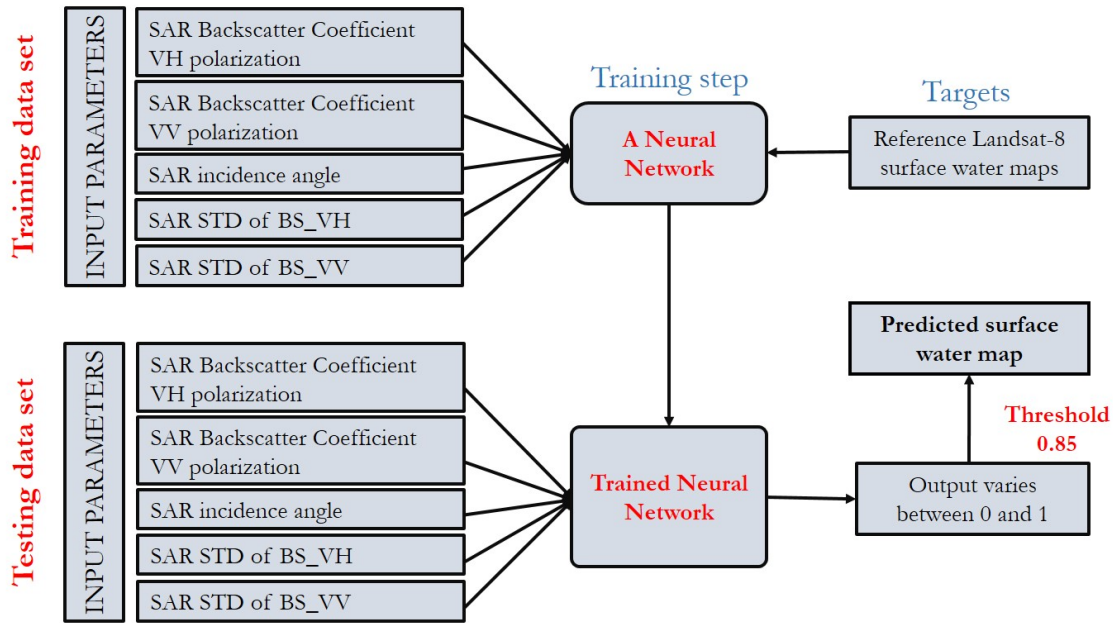 Training data set
INPUT PARAMETERS
SAR Backscatter Coefficient
VH polarization
SAR Backscatter Coefficient
VV polarization
SAR incidence angle
SAR STD of BS_VH
SAR STD of BS_VV
Training step
A Neural
Network
Targets
Reference Landsat-8
surface water maps
Testing data set
INPUT PARAMETERS
SAR Backscatter Coefficient
VH polarization
SAR Backscatter Coefficient
VV polarization
SAR incidence angle
SAR STD of BS_VH
SAR STD of BS_VV
Trained Neural
Network
Predicted surface
water map
Threshold
0.85
Output varies
between 0 and 1